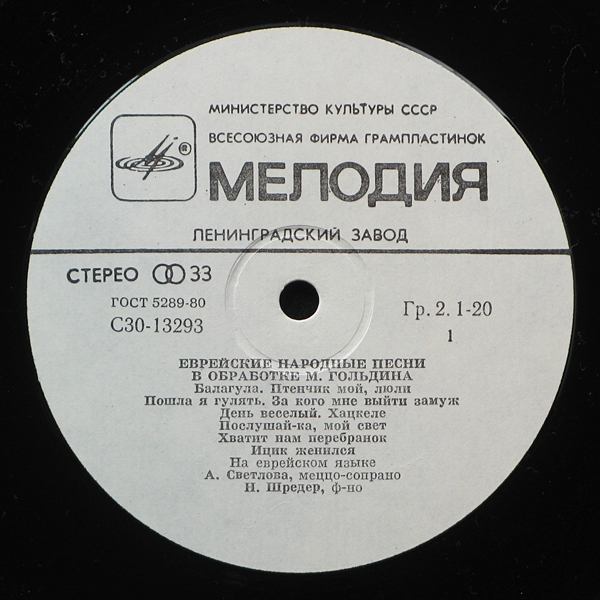 МИНИСТЕРСТВО КУЛЬТУРЫ СССР
ВСЕСОЮЗНАЯ ФИРМА ГРАМПЛАСТИНОК
®
МЕЛОДИЯ
ЛЕНИНГРАДСКИЙ ЗАВОД
СТЕРЕО 33
ГОСТ 5289-80
С30-13293
Гр. 2. 1-20
1
ЕВРЕЙСКИЕ НАРОДНЫЕ ПЕСНИ
В ОБРАБОТКЕ М. ГОЛЬДИНА
Балагула. Птенчик мой, люли
Пошла я гулять. За кого мне выйти замуж
День веселый. Хацкеле
Послушай-ка, мой свет
Хватит нам перебранок
Ицик женился
На еврейском языке
А. Светлова, меццо-сопрано
Н. Шредер, ф-но